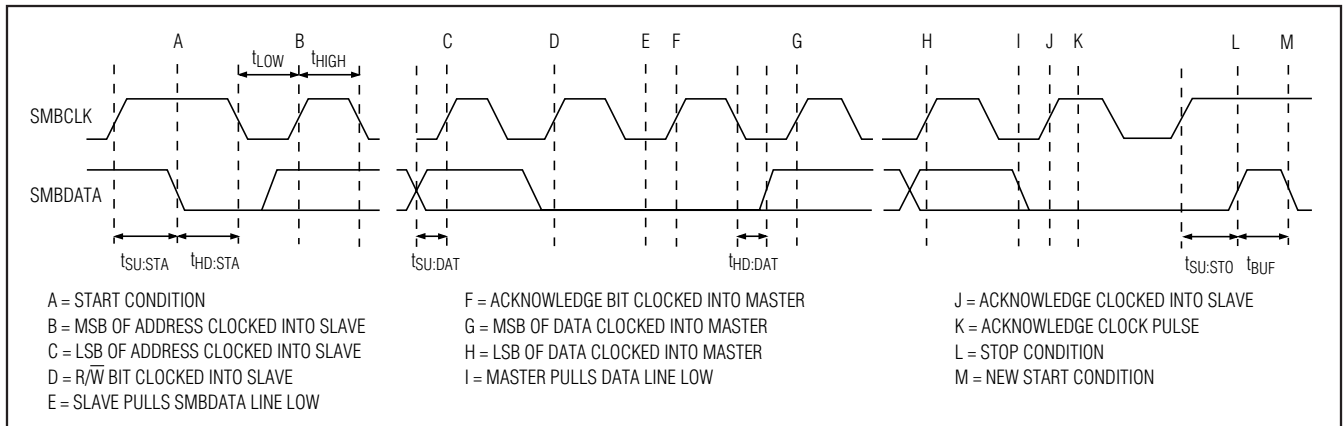 A B C D E F G H I J K L M
tLOW tHIGH
SMBCLK
SMBDATA
tSU:STA tHD:STA tSU:DAT tHD:DAT tSU:STO tBUF
A = START CONDITION
B = MSB OF ADDRESS CLOCKED INTO SLAVE
C = LSB OF ADDRESS CLOCKED INTO SLAVE
D = R/W̅ BIT CLOCKED INTO SLAVE
E = SLAVE PULLS SMBDATA LINE LOW
F = ACKNOWLEDGE BIT CLOCKED INTO MASTER
G = MSB OF DATA CLOCKED INTO MASTER
H = LSB OF DATA CLOCKED INTO MASTER
I = MASTER PULLS DATA LINE LOW
J = ACKNOWLEDGE CLOCKED INTO SLAVE
K = ACKNOWLEDGE CLOCK PULSE
L = STOP CONDITION
M = NEW START CONDITION